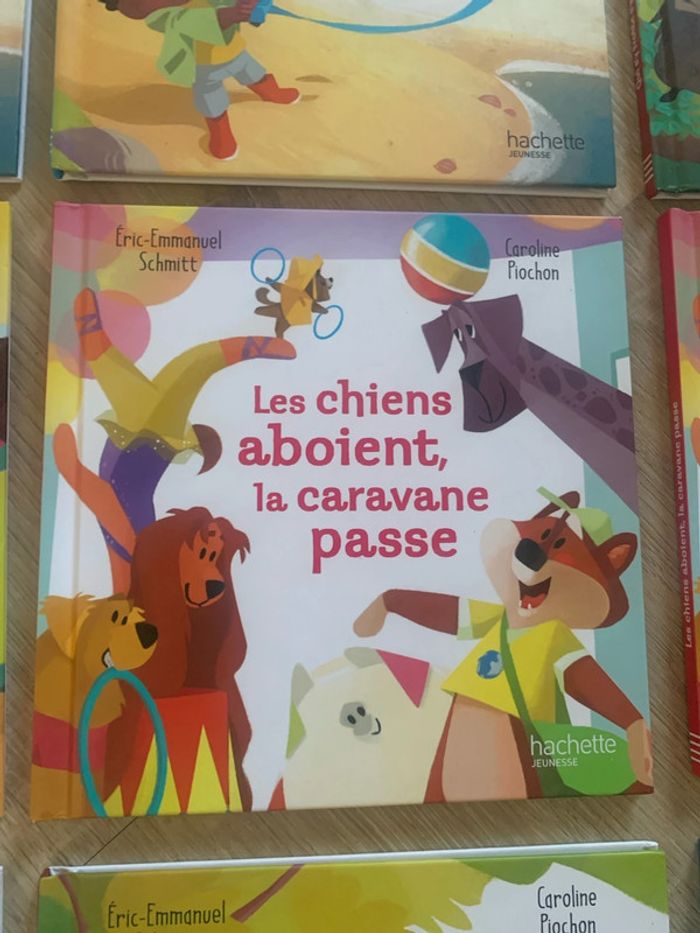 hachette
JEUNESSE
Éric-Emmanuel
Schmitt
Caroline
Piochon
Les chiens
aboient,
la caravane
passe
hachette
JEUNESSE
Les chiens aboient, la caravane passe
Éric-Emmanuel
Caroline
Piochon